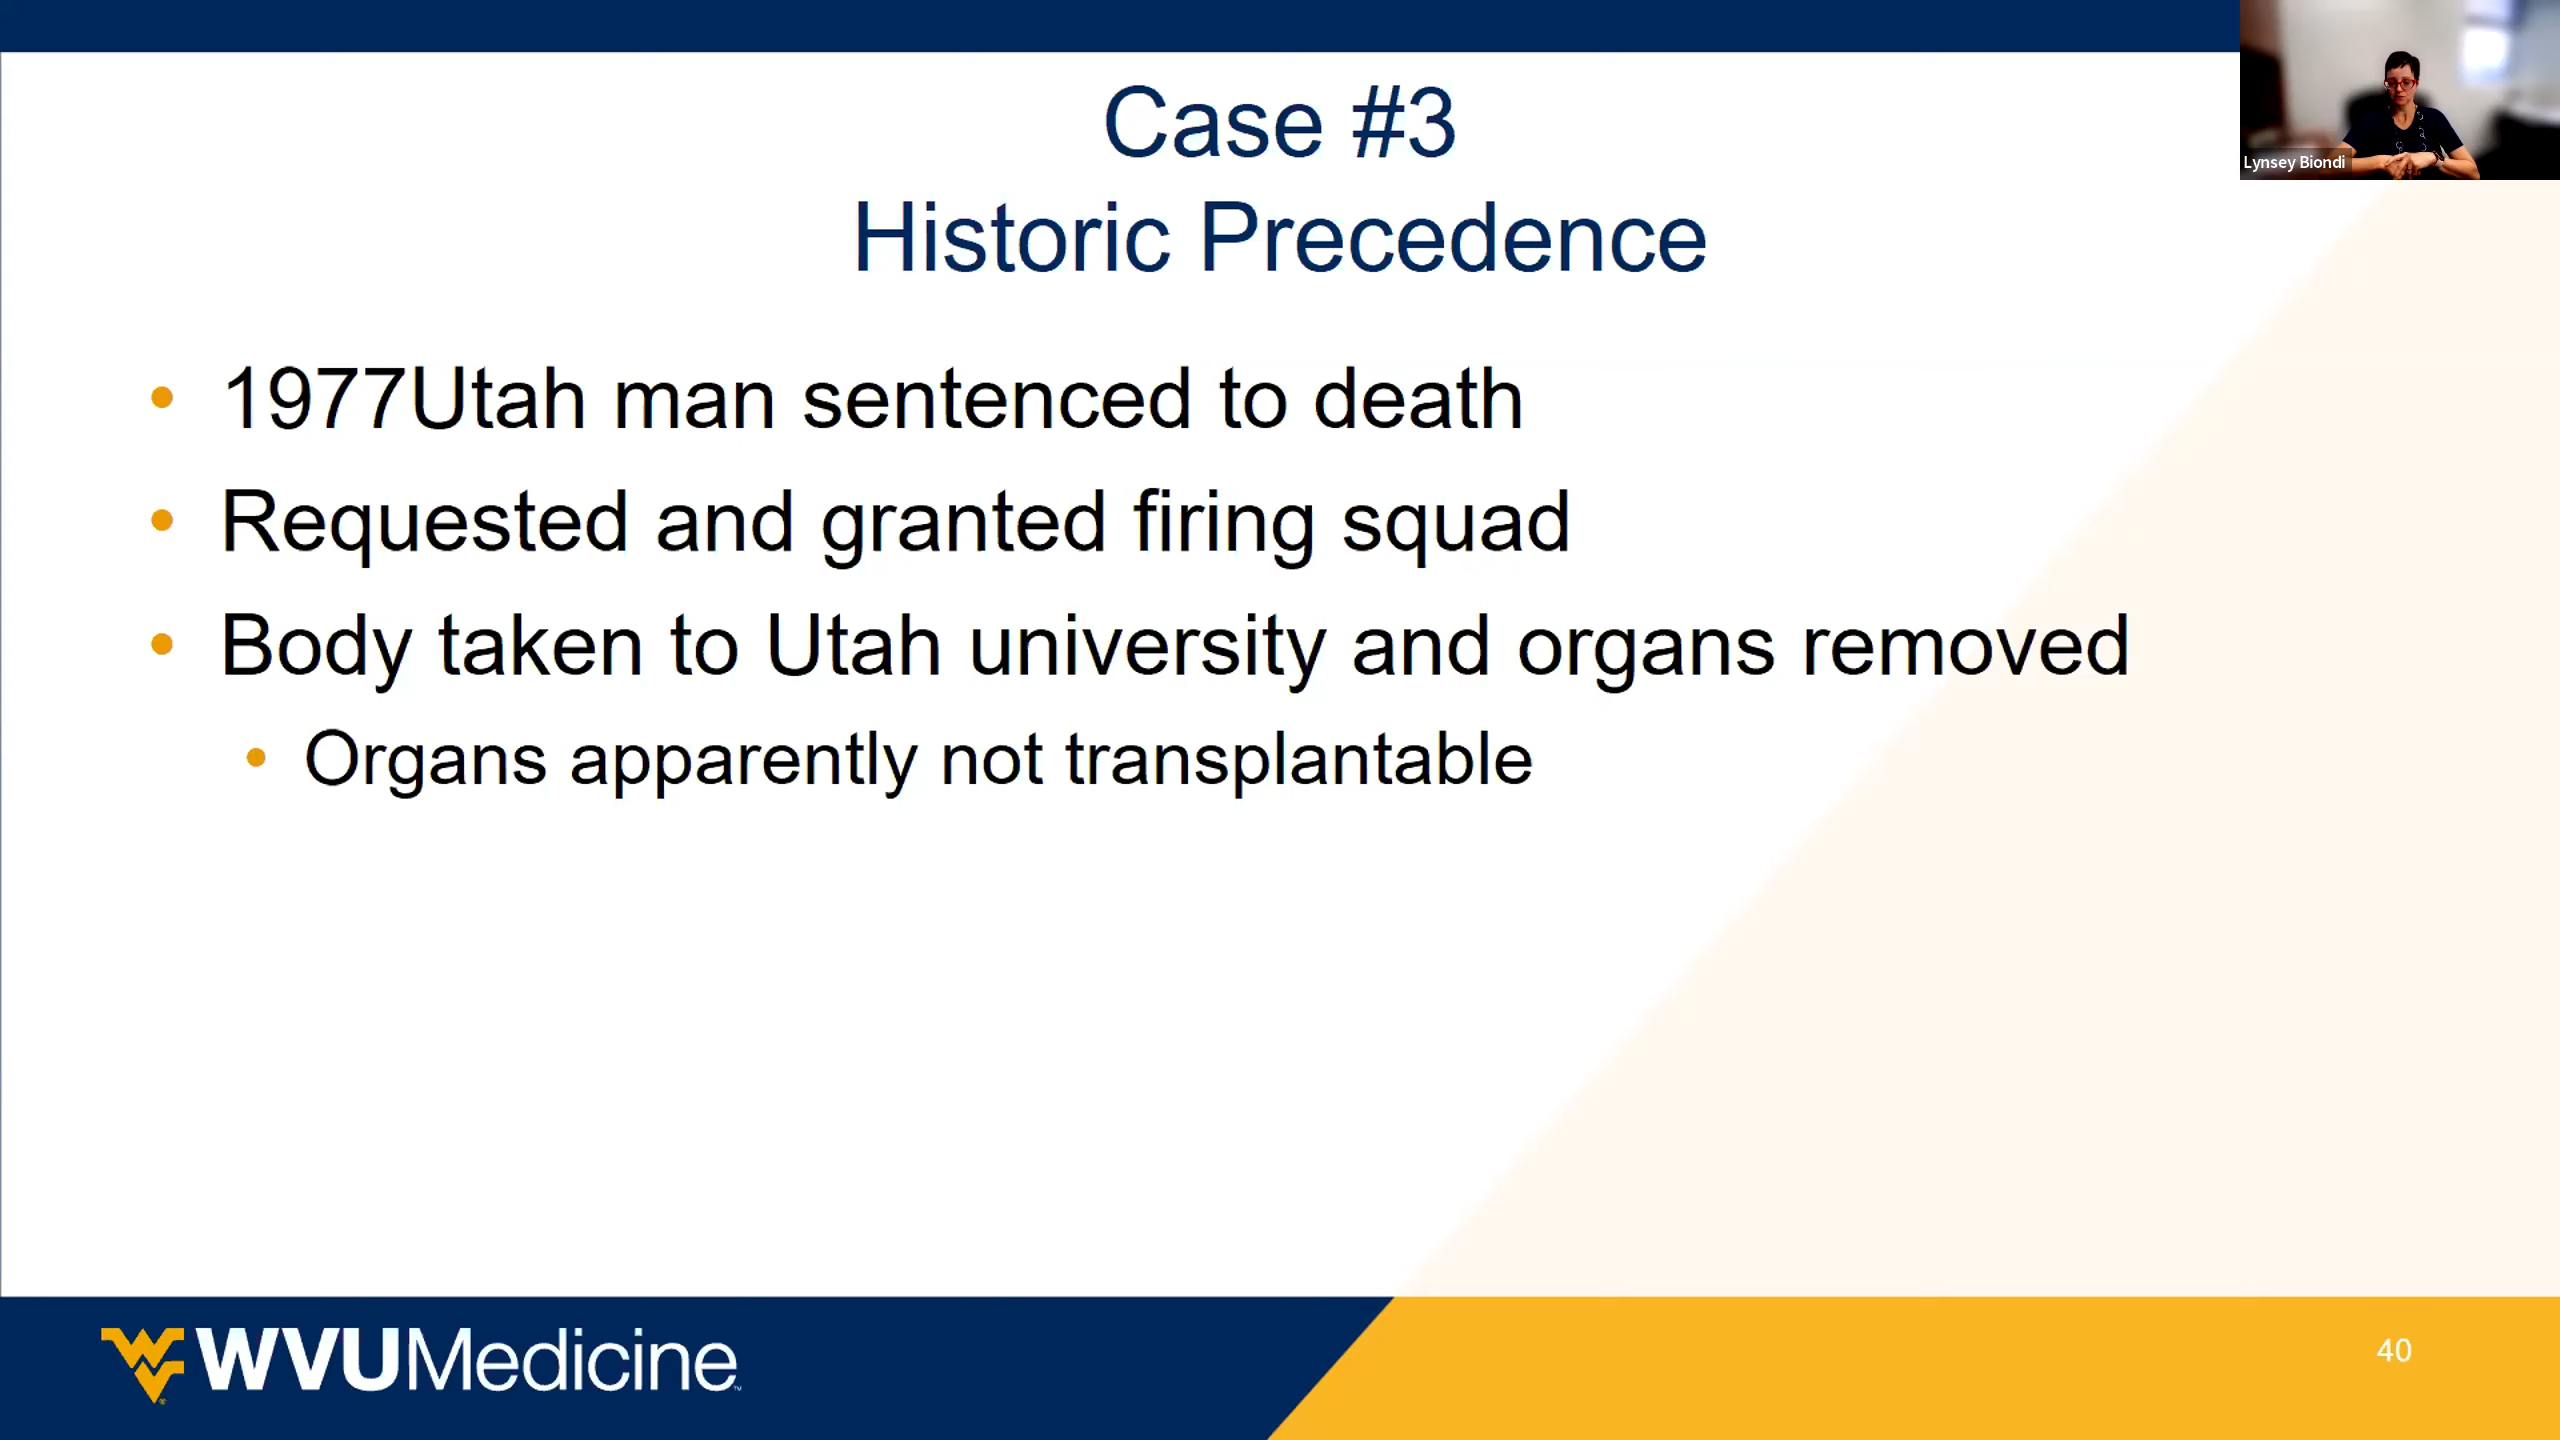 Case #3
Historic Precedence
Lynsey Biondi
• 1977Utah man sentenced to death
• Requested and granted firing squad
• Body taken to Utah university and organs removed
• Organs apparently not transplantable
WVUMedicine™
40